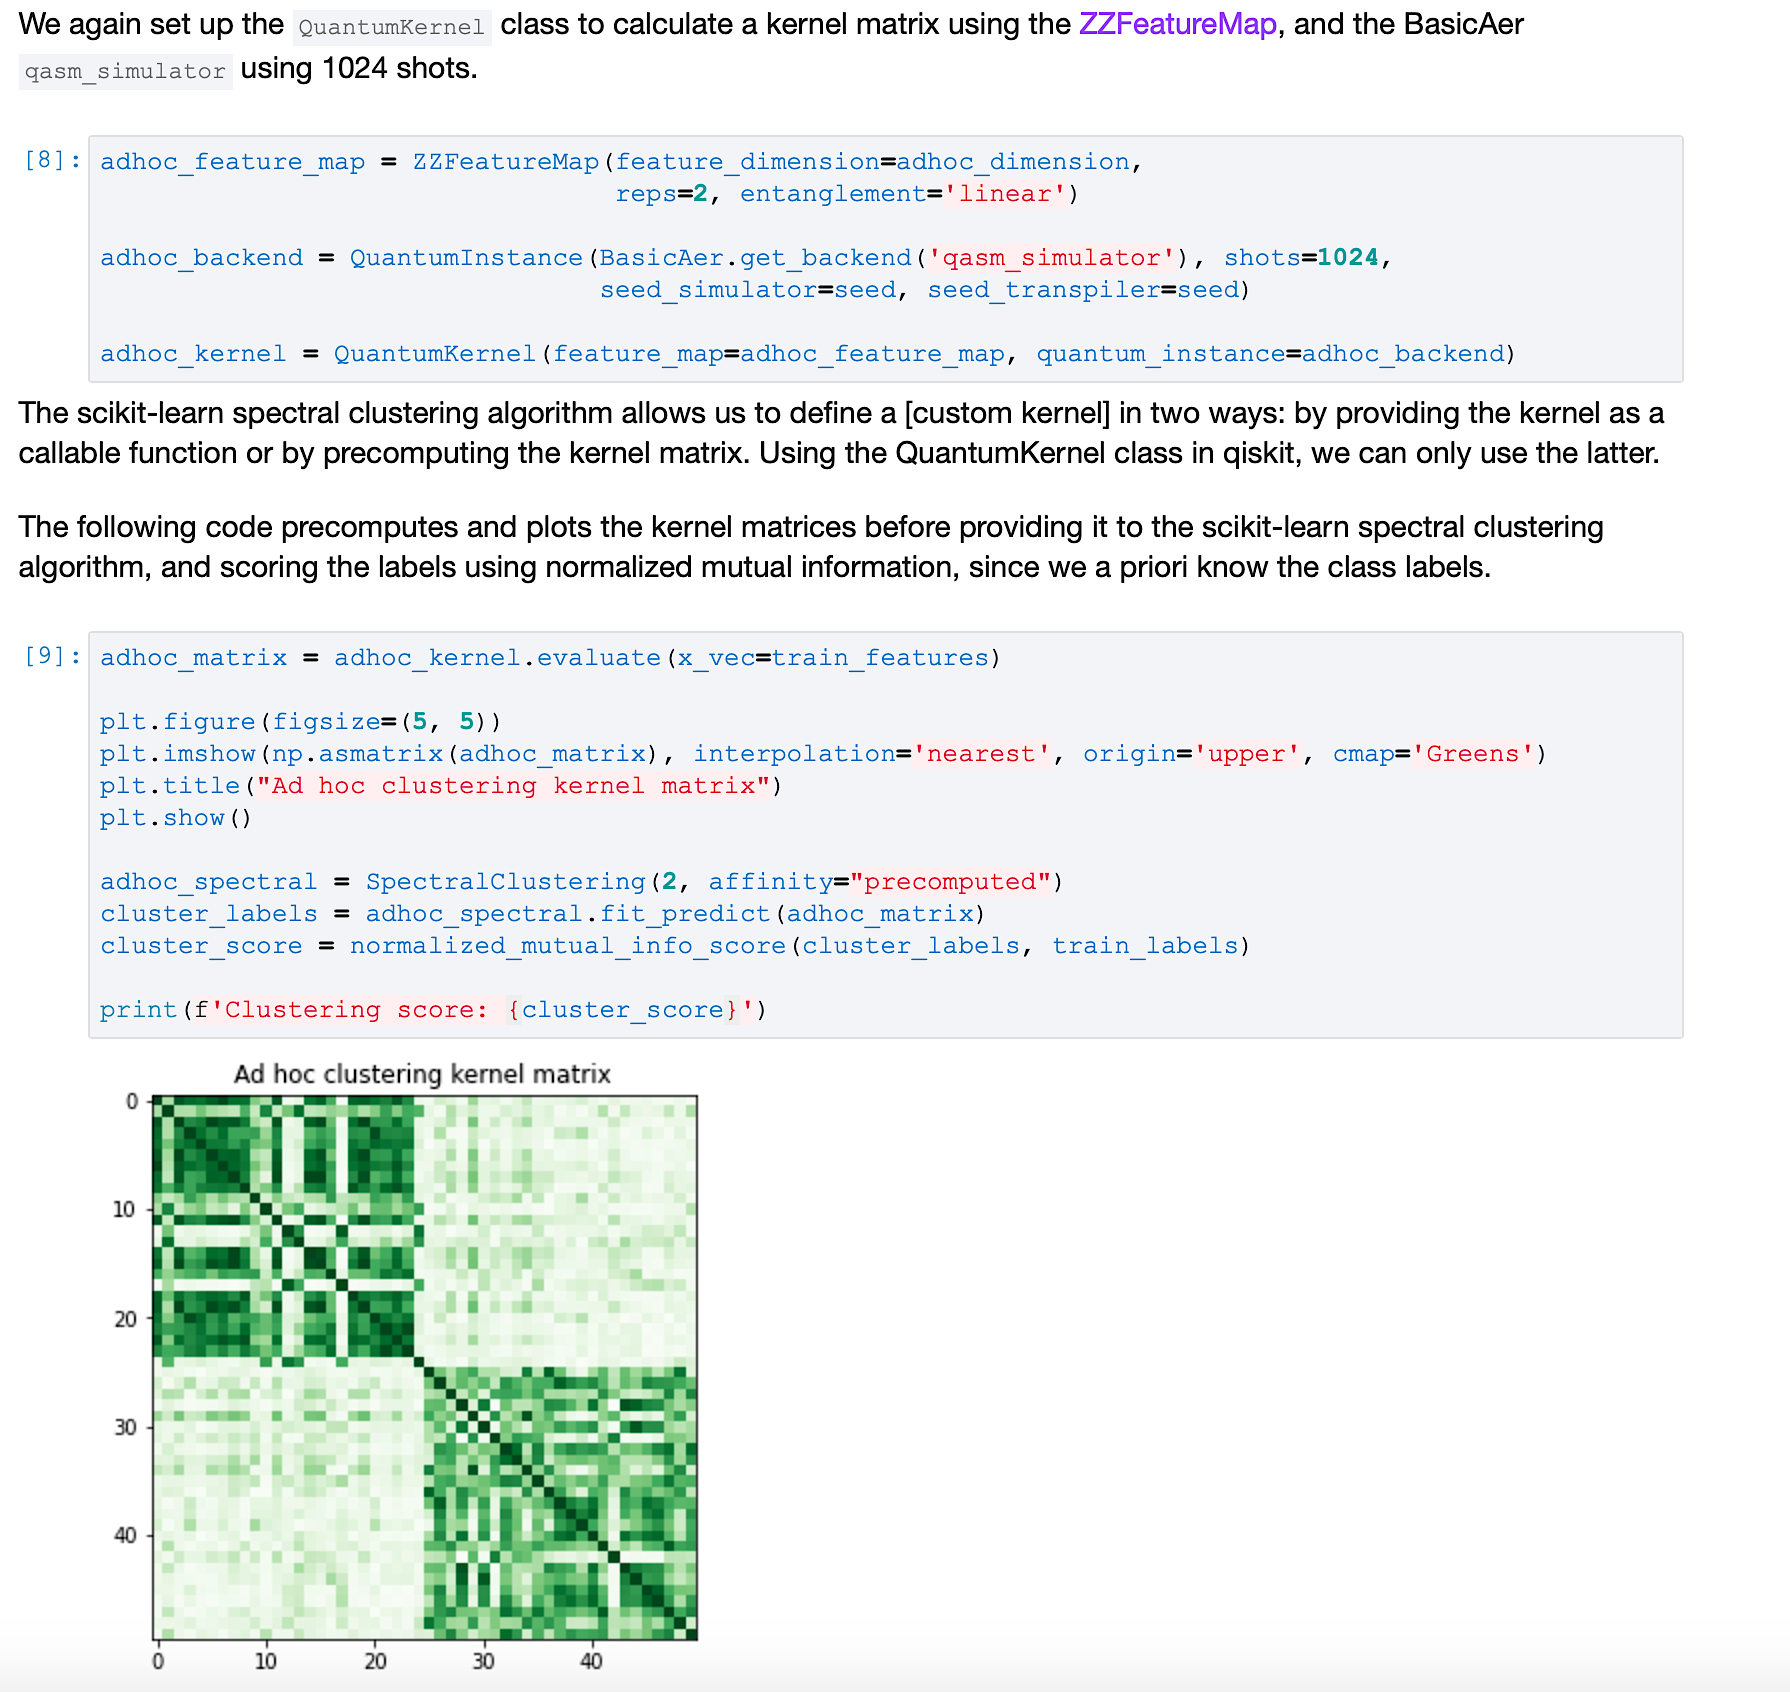 We again set up the QuantumKernel class to calculate a kernel matrix using the ZZFeatureMap, and the BasicAer
qasm_simulator using 1024 shots.
[8]: adhoc_feature_map = ZZFeatureMap(feature_dimension=adhoc_dimension,
reps=2, entanglement='linear')
adhoc_backend = QuantumInstance(BasicAer.get_backend('qasm_simulator'), shots=1024,
seed_simulator=seed, seed_transpiler=seed)
adhoc_kernel = QuantumKernel(feature_map=adhoc_feature_map, quantum_instance=adhoc_backend)
The scikit-learn spectral clustering algorithm allows us to define a [custom kernel] in two ways: by providing the kernel as a
callable function or by precomputing the kernel matrix. Using the QuantumKernel class in qiskit, we can only use the latter.
The following code precomputes and plots the kernel matrices before providing it to the scikit-learn spectral clustering
algorithm, and scoring the labels using normalized mutual information, since we a priori know the class labels.
[9]: adhoc_matrix = adhoc_kernel.evaluate(x_vec=train_features)
plt.figure(figsize=(5, 5))
plt.imshow(np.asmatrix(adhoc_matrix), interpolation='nearest', origin='upper', cmap='Greens')
plt.title("Ad hoc clustering kernel matrix")
plt.show()
adhoc_spectral = SpectralClustering(2, affinity="precomputed")
cluster_labels = adhoc_spectral.fit_predict(adhoc_matrix)
cluster_score = normalized_mutual_info_score(cluster_labels, train_labels)
print(f'Clustering score: {cluster_score}')
Ad hoc clustering kernel matrix
0
10
20
30
40
0 10 20 30 40